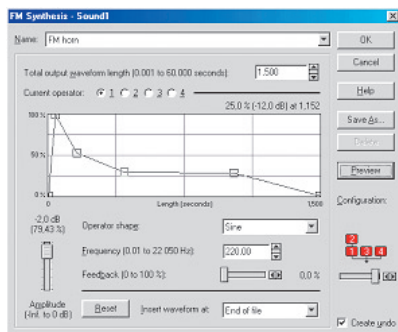 FM Synthesis - Sound1
Name: FM horn
OK
Cancel
Help
Save As...
Delete
Preview
Configuration:
Total output waveform length (0.001 to 60.000 seconds): 1.500
Current operator: 1 2 3 4
25,0 % (-12,0 dB) at 1.152
100 %
50 %
0 %
0 Length (seconds) 1,500
-2,0 dB
(79,43 %)
Operator shape: Sine
Frequency (0.01 to 22 050 Hz): 220.00
Feedback (0 to 100 %): 0,0 %
2
1 3 4
Amplitude
(-Inf. to 0 dB)
Reset
Insert waveform at: End of file
Create undo